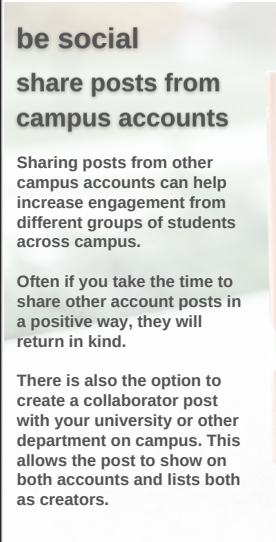 be social
share posts from
campus accounts
Sharing posts from other
campus accounts can help
increase engagement from
different groups of students
across campus.
Often if you take the time to
share other account posts in
a positive way, they will
return in kind.
There is also the option to
create a collaborator post
with your university or other
department on campus. This
allows the post to show on
both accounts and lists both
as creators.